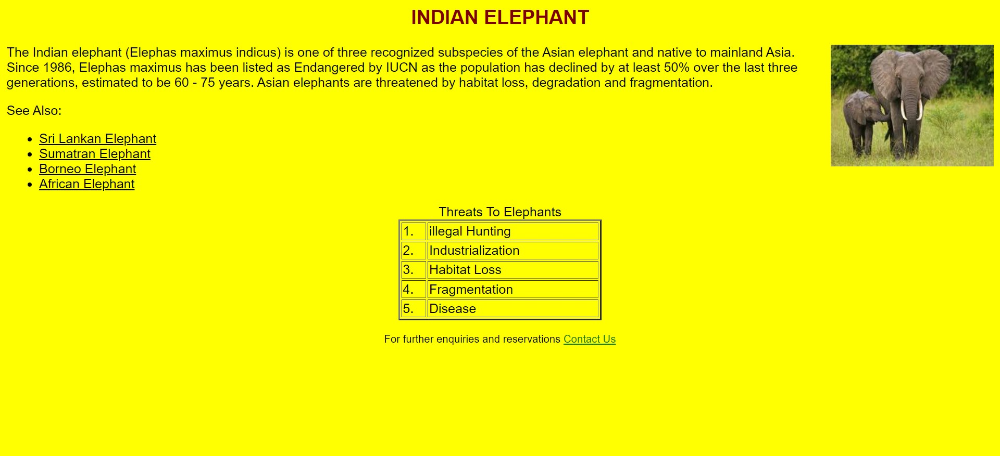 INDIAN ELEPHANT
The Indian elephant (Elephas maximus indicus) is one of three recognized subspecies of the Asian elephant and native to mainland Asia.
Since 1986, Elephas maximus has been listed as Endangered by IUCN as the population has declined by at least 50% over the last three
generations, estimated to be 60 - 75 years. Asian elephants are threatened by habitat loss, degradation and fragmentation.
See Also:
• Sri Lankan Elephant
• Sumatran Elephant
• Borneo Elephant
• African Elephant
Threats To Elephants
1. illegal Hunting
2. Industrialization
3. Habitat Loss
4. Fragmentation
5. Disease
For further enquiries and reservations Contact Us